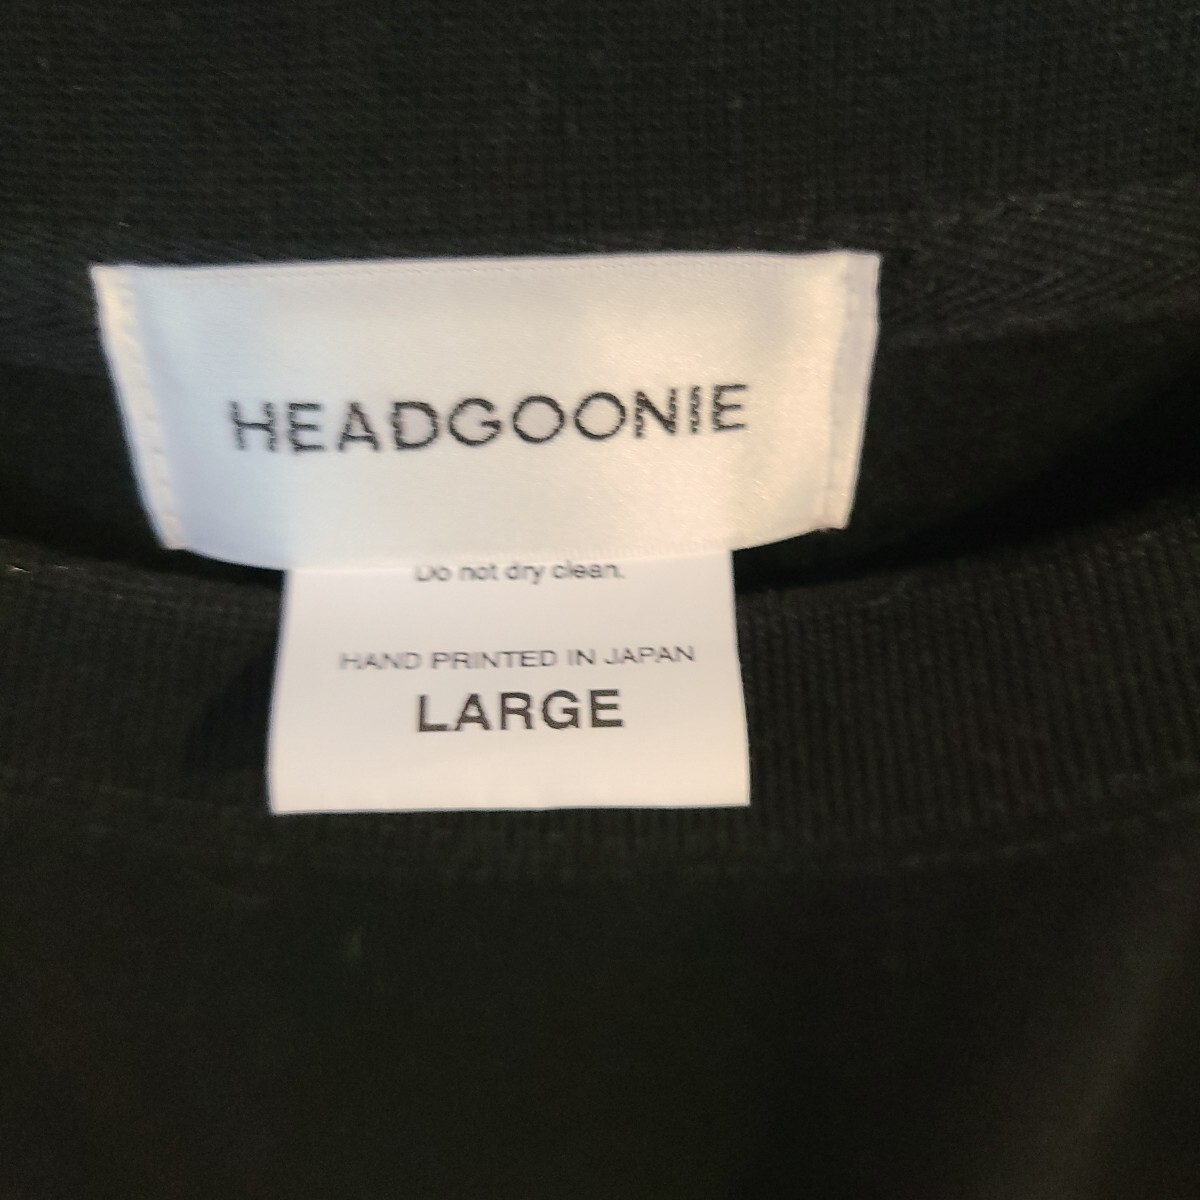 HEADGOONIE
Do not dry clean.
HAND PRINTED IN JAPAN
LARGE